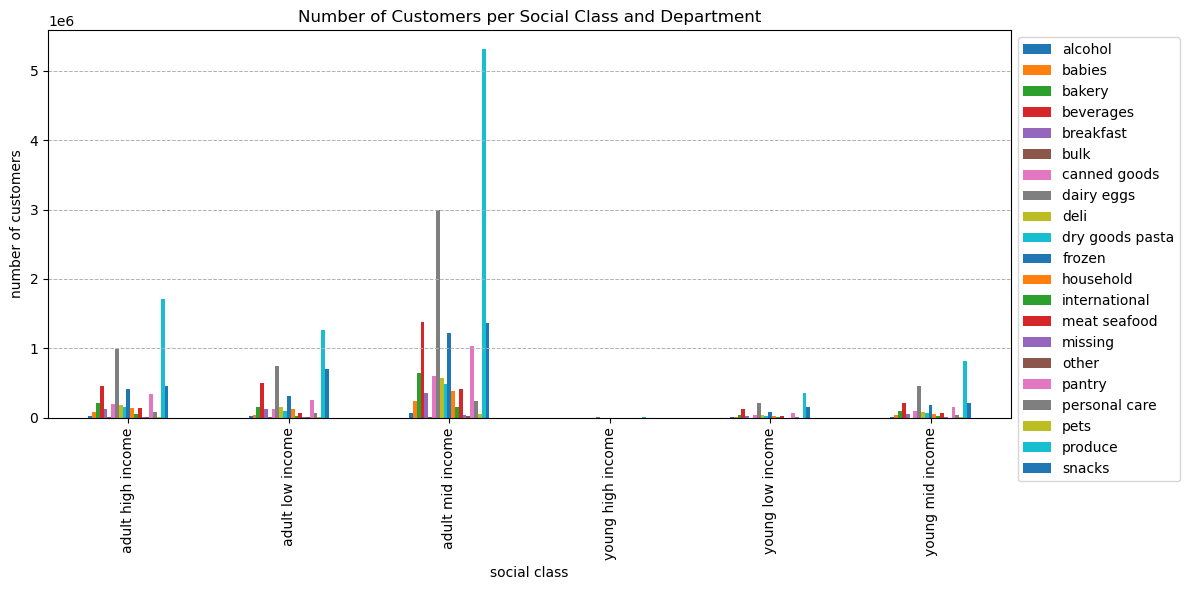 Number of Customers per Social Class and Department
1e6
5
4
3
2
1
0
number of customers
adult high income
adult low income
adult mid income
young high income
young low income
young mid income
social class
alcohol
babies
bakery
beverages
breakfast
bulk
canned goods
dairy eggs
deli
dry goods pasta
frozen
household
international
meat seafood
missing
other
pantry
personal care
pets
produce
snacks